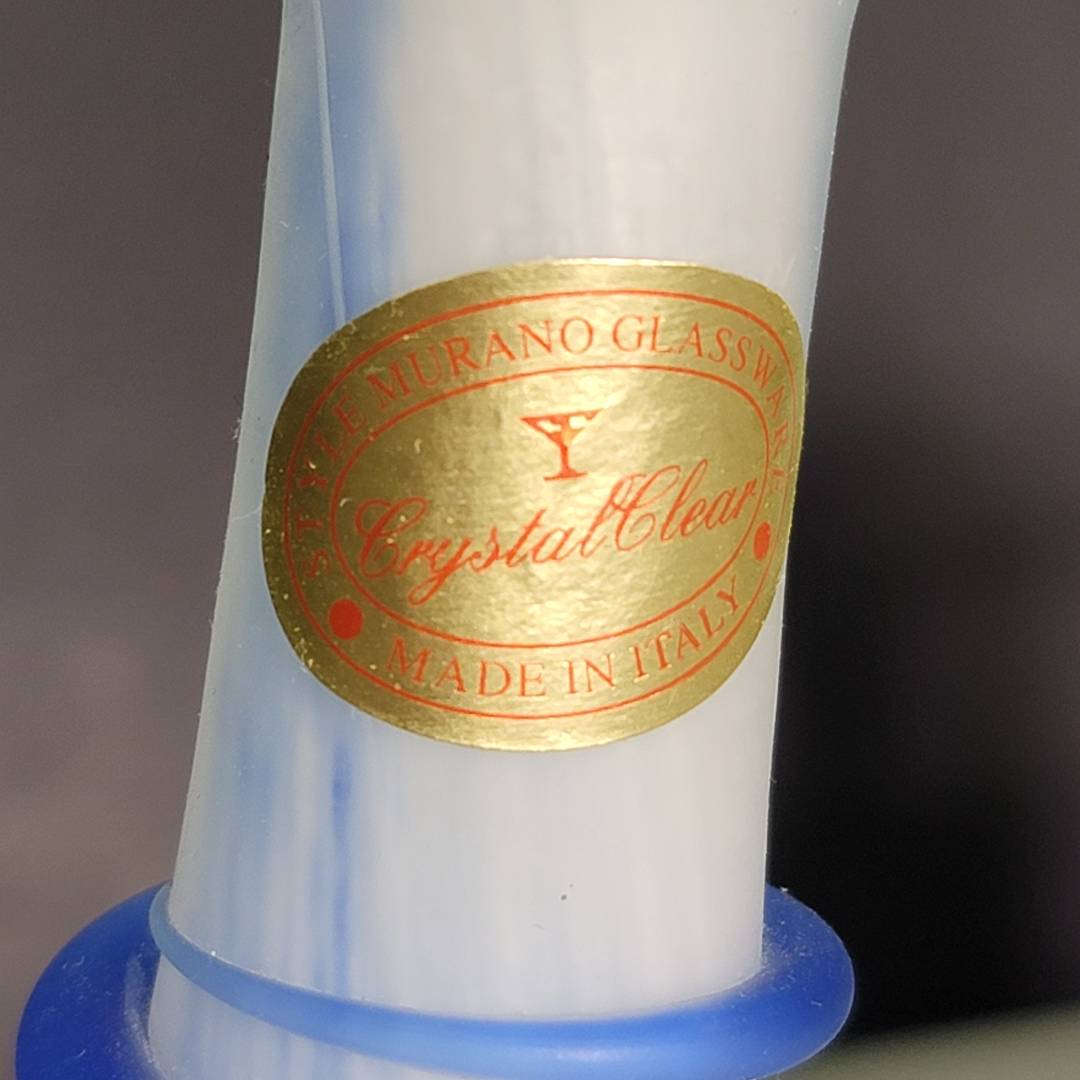 STYLE MURANO GLASSWARE
Crystal Clear
MADE IN ITALY